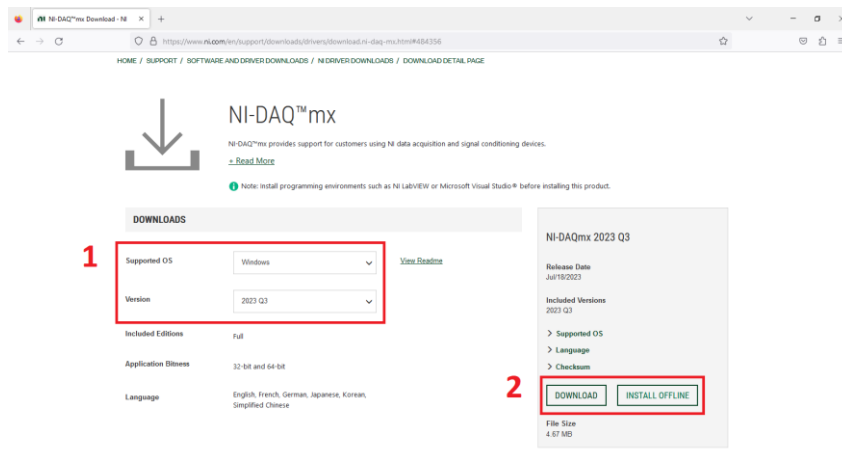 NI-DAQ™mx Download - NI
https://www.ni.com/en/support/downloads/drivers/download.ni-daq-mx.html#484356
HOME / SUPPORT / SOFTWARE AND DRIVER DOWNLOADS / NI DRIVER DOWNLOADS / DOWNLOAD DETAIL PAGE
NI-DAQ™mx
NI-DAQ™mx provides support for customers using NI data acquisition and signal conditioning devices.
+ Read More
Note: Install programming environments such as NI LabVIEW or Microsoft Visual Studio® before installing this product.
DOWNLOADS
1
Supported OS Windows View Readme
Version 2023 Q3
Included Editions Full
Application Bitness 32-bit and 64-bit
Language English, French, German, Japanese, Korean,
Simplified Chinese
NI-DAQmx 2023 Q3
Release Date
Jul/18/2023
Included Versions
2023 Q3
> Supported OS
> Language
> Checksum
2
DOWNLOAD INSTALL OFFLINE
File Size
4.67 MB